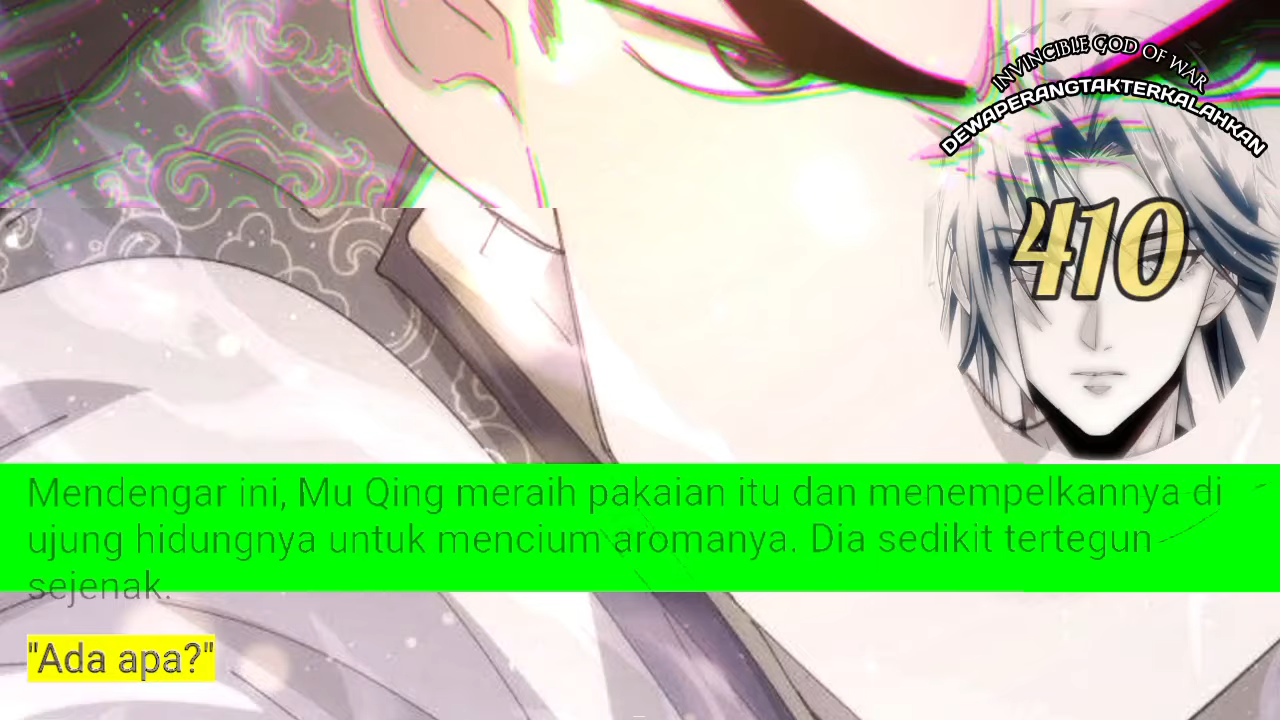 INVINCIBLE GOD OF WAR
DEWAPERANGTAKTERKALAHKAN
410
Mendengar ini, Mu Qing meraih pakaian itu dan menempelkannya di
ujung hidungnya untuk mencium aromanya. Dia sedikit tertegun
sejenak.
"Ada apa?"